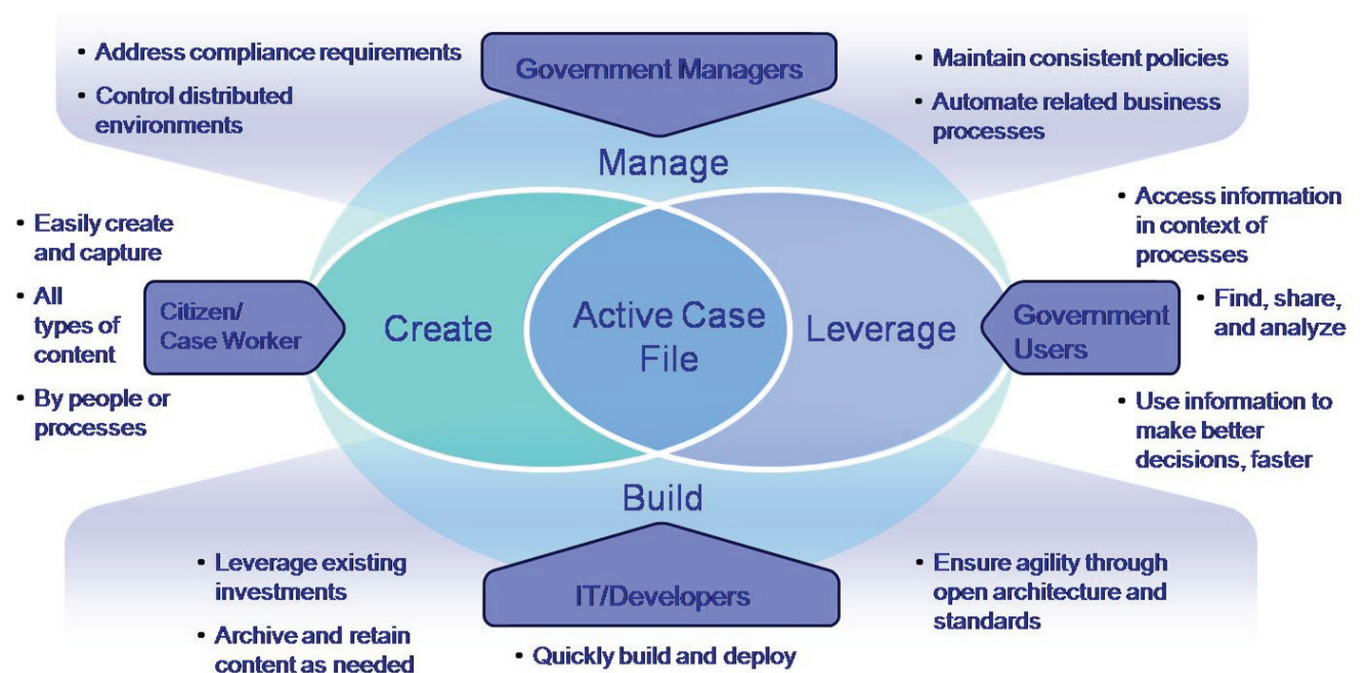 • Address compliance requirements
• Control distributed
environments
Government Managers
• Maintain consistent policies
• Automate related business
processes
Manage
• Easily create
and capture
• All
types of
content
• By people or
processes
Citizen/
Case Worker
Create
Active Case
File
Leverage
Government
Users
• Access information
in context of
processes
• Find, share,
and analyze
• Use information to
make better
decisions, faster
Build
• Leverage existing
investments
• Archive and retain
content as needed
IT/Developers
• Quickly build and deploy
• Ensure agility through
open architecture and
standards